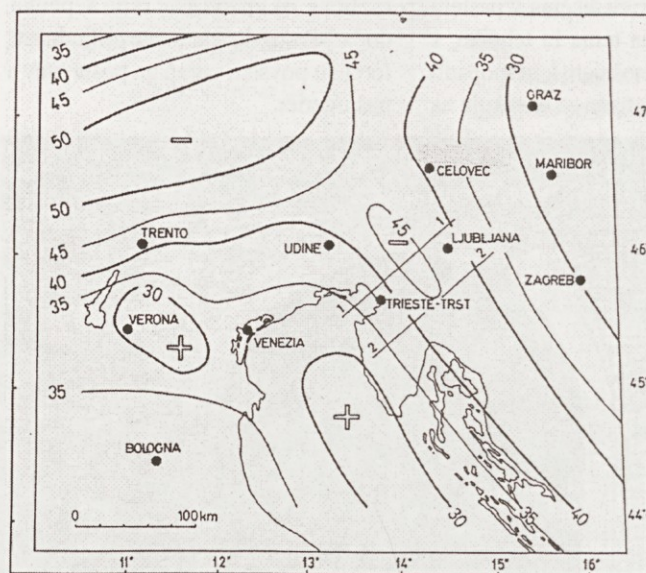 35
40
45
50
50
45
40
35
45
40
35
30
GRAZ
47
CELOVEC
MARIBOR
TRENTO
UDINE
45
1
LJUBLJANA
2
46
30
VERONA
TRIESTE-TRST
ZAGREB
1
VENEZIA
2
35
45
BOLOGNA
0 100 km
30
35
40
44
11° 12° 13° 14° 15° 16°